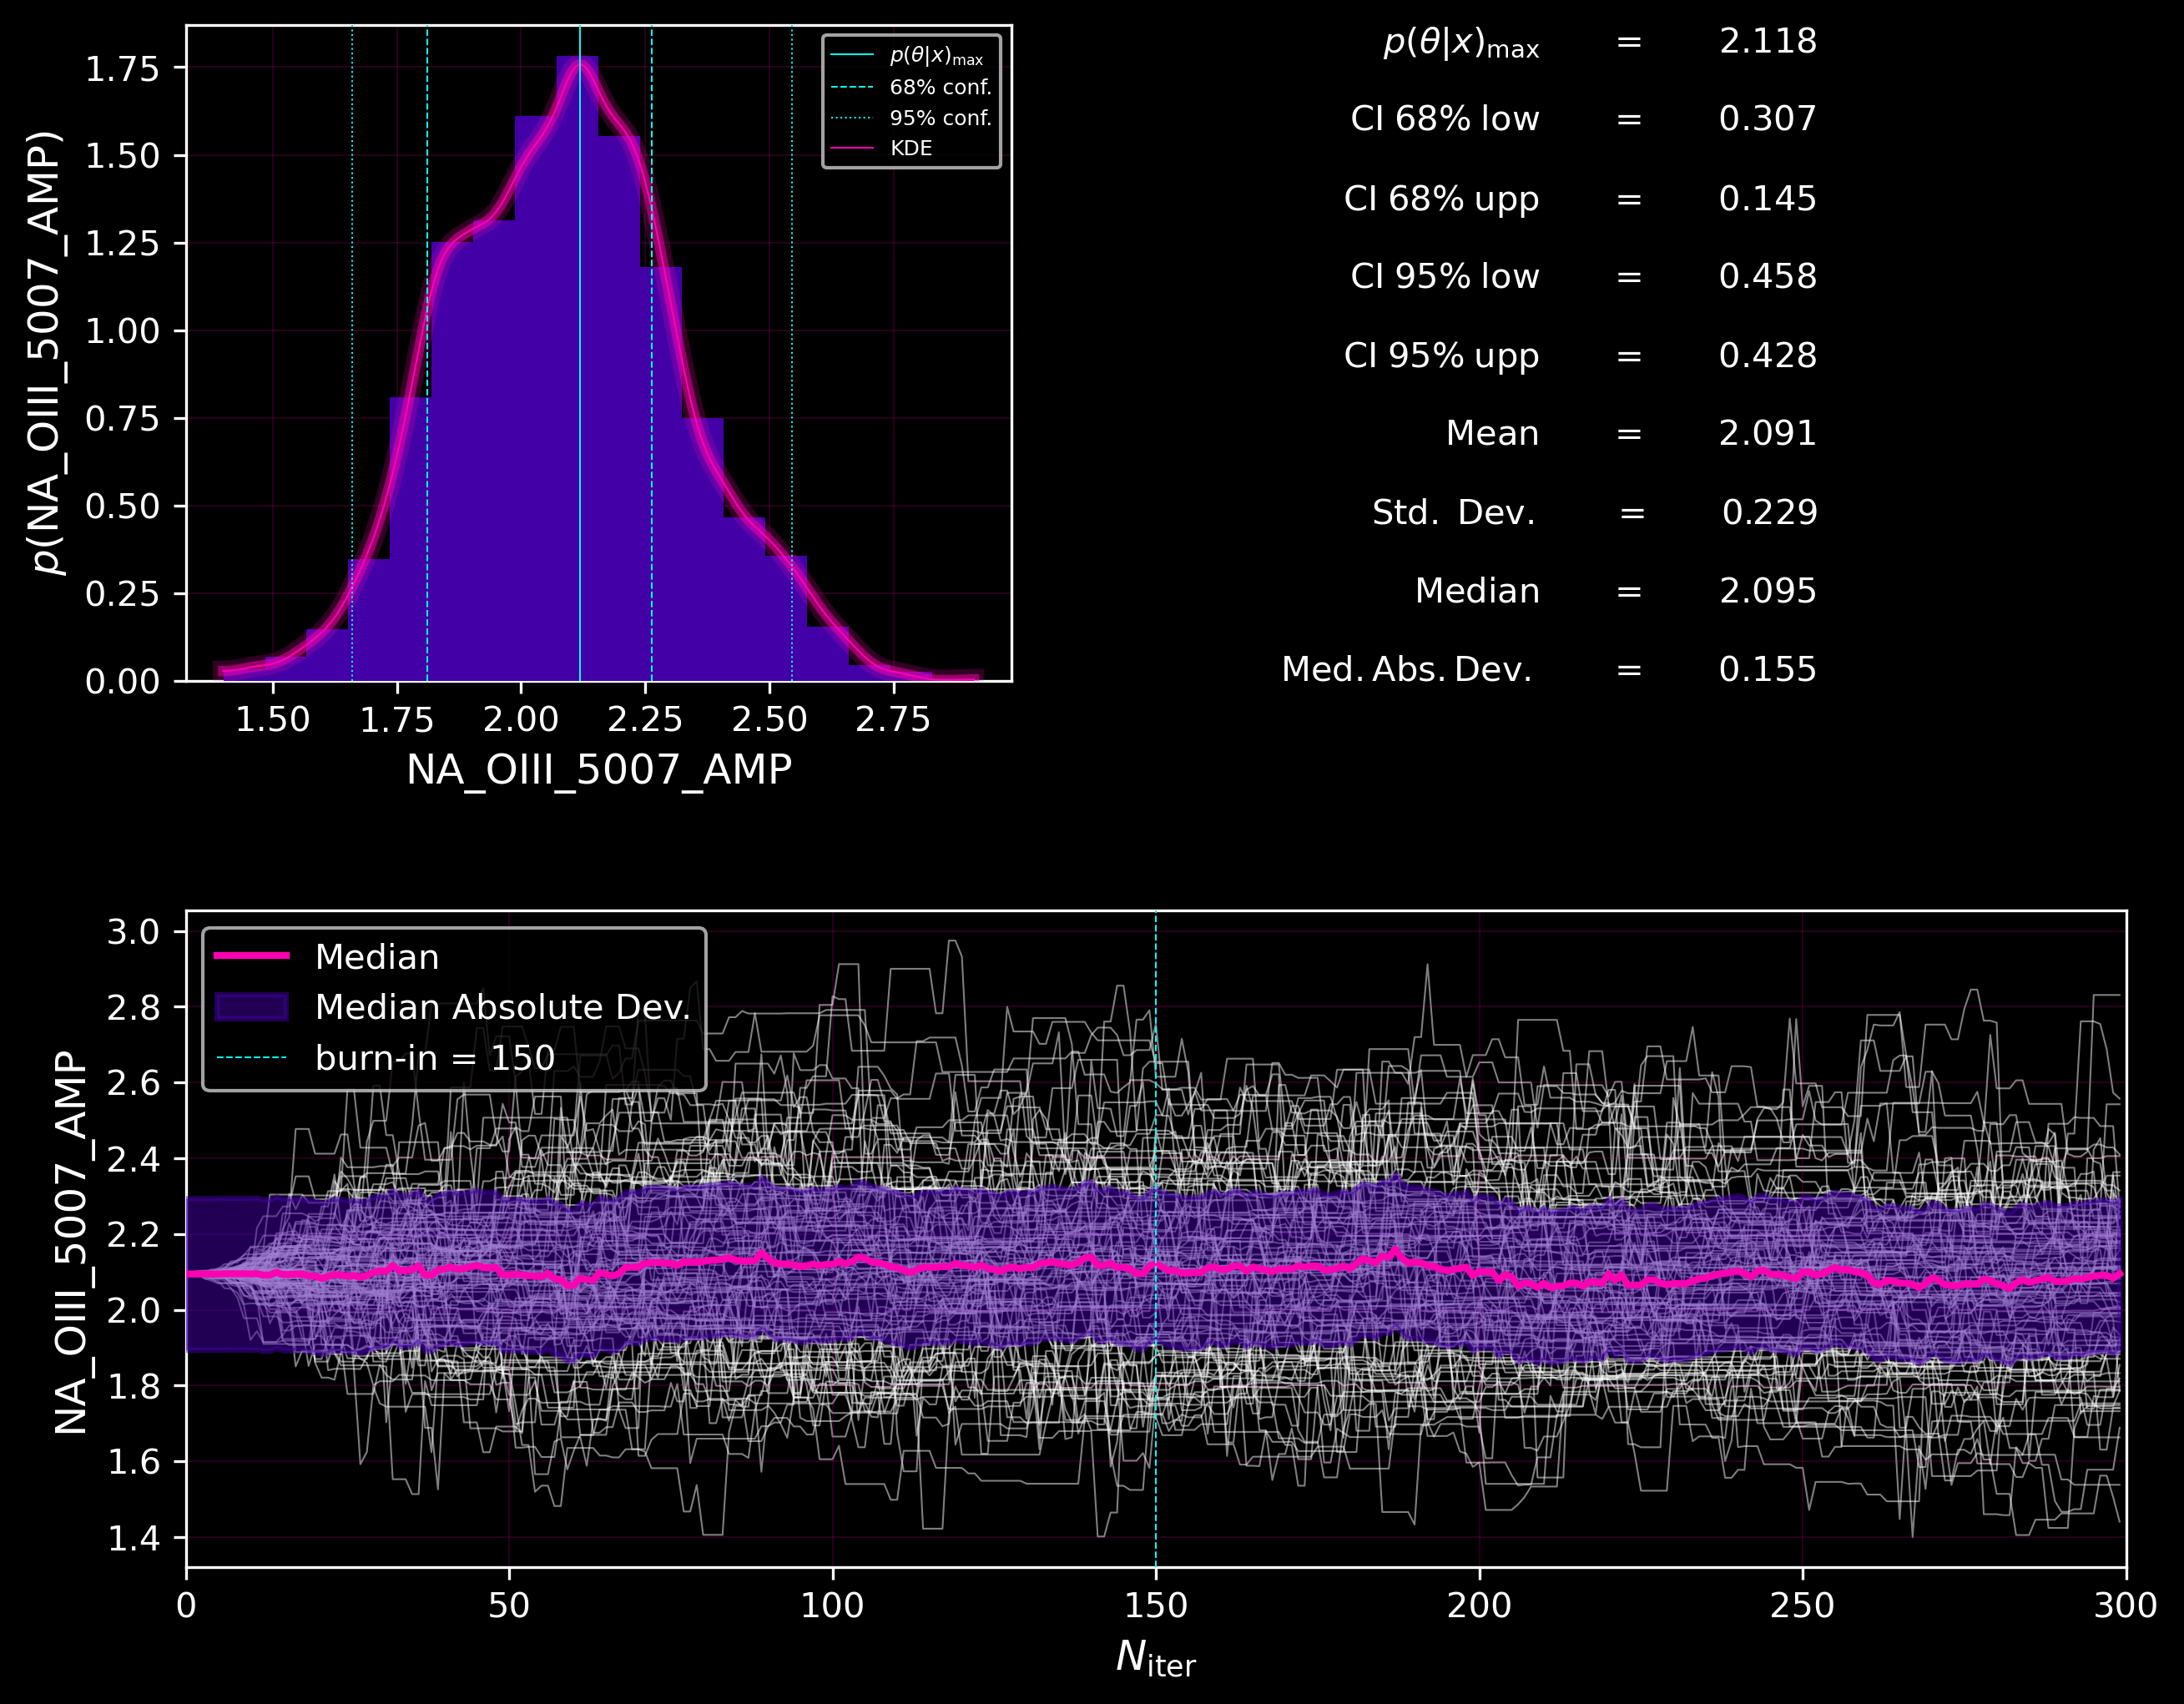 p(NA_OIII_5007_AMP)
1.75
1.50
1.25
1.00
0.75
0.50
0.25
0.00
1.50 1.75 2.00 2.25 2.50 2.75
NA_OIII_5007_AMP
p(θ|x)max
68% conf.
95% conf.
KDE
p(θ|x)max = 2.118
CI 68% low = 0.307
CI 68% upp = 0.145
CI 95% low = 0.458
CI 95% upp = 0.428
Mean = 2.091
Std. Dev. = 0.229
Median = 2.095
Med. Abs. Dev. = 0.155
NA_OIII_5007_AMP
3.0
2.8
2.6
2.4
2.2
2.0
1.8
1.6
1.4
Median
Median Absolute Dev.
burn-in = 150
0 50 100 150 200 250 300
Niter